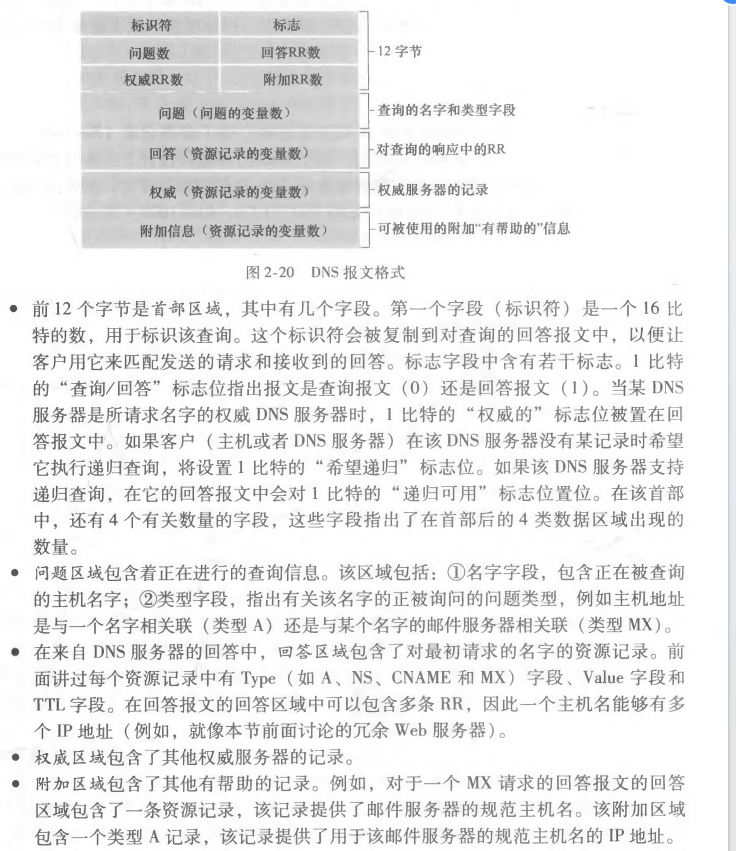 标识符 标志
问题数 回答RR数 12 字节
权威RR数 附加RR数
问题（问题的变量数） 查询的名字和类型字段
回答（资源记录的变量数） 对查询的响应中的RR
权威（资源记录的变量数） 权威服务器的记录
附加信息（资源记录的变量数） 可被使用的附加“有帮助的”信息
图 2-20 DNS 报文格式
• 前 12 个字节是首部区域，其中有几个字段。第一个字段（标识符）是一个 16 比
特的数，用于标识该查询。这个标识符会被复制到对查询的回答报文中，以便让
客户用它来匹配发送的请求和接收到的回答。标志字段中含有若干标志。1 比特
的“查询/回答”标志位指出报文是查询报文（0）还是回答报文（1）。当某 DNS
服务器是所请求名字的权威 DNS 服务器时，1 比特的“权威的”标志位被置在回
答报文中。如果客户（主机或者 DNS 服务器）在该 DNS 服务器没有某记录时希望
它执行递归查询，将设置 1 比特的“希望递归”标志位。如果该 DNS 服务器支持
递归查询，在它的回答报文中会对 1 比特的“递归可用”标志位置位。在该首部
中，还有 4 个有关数量的字段，这些字段指出了在首部后的 4 类数据区域出现的
数量。
• 问题区域包含着正在进行的查询信息。该区域包括：①名字字段，包含正在被查询
的主机名字；②类型字段，指出有关该名字的正被询问的问题类型，例如主机地址
是与一个名字相关联（类型 A）还是与某个名字的邮件服务器相关联（类型 MX）。
• 在来自 DNS 服务器的回答中，回答区域包含了对最初请求的名字的资源记录。前
面讲过每个资源记录中有 Type（如 A、NS、CNAME 和 MX）字段、Value 字段和
TTL 字段。在回答报文的回答区域中可以包含多条 RR，因此一个主机名能够有多
个 IP 地址（例如，就像本节前面讨论的冗余 Web 服务器）。
• 权威区域包含了其他权威服务器的记录。
• 附加区域包含了其他有帮助的记录。例如，对于一个 MX 请求的回答报文的回答
区域包含了一条资源记录，该记录提供了邮件服务器的规范主机名。该附加区域
包含一个类型 A 记录，该记录提供了用于该邮件服务器的规范主机名的 IP 地址。